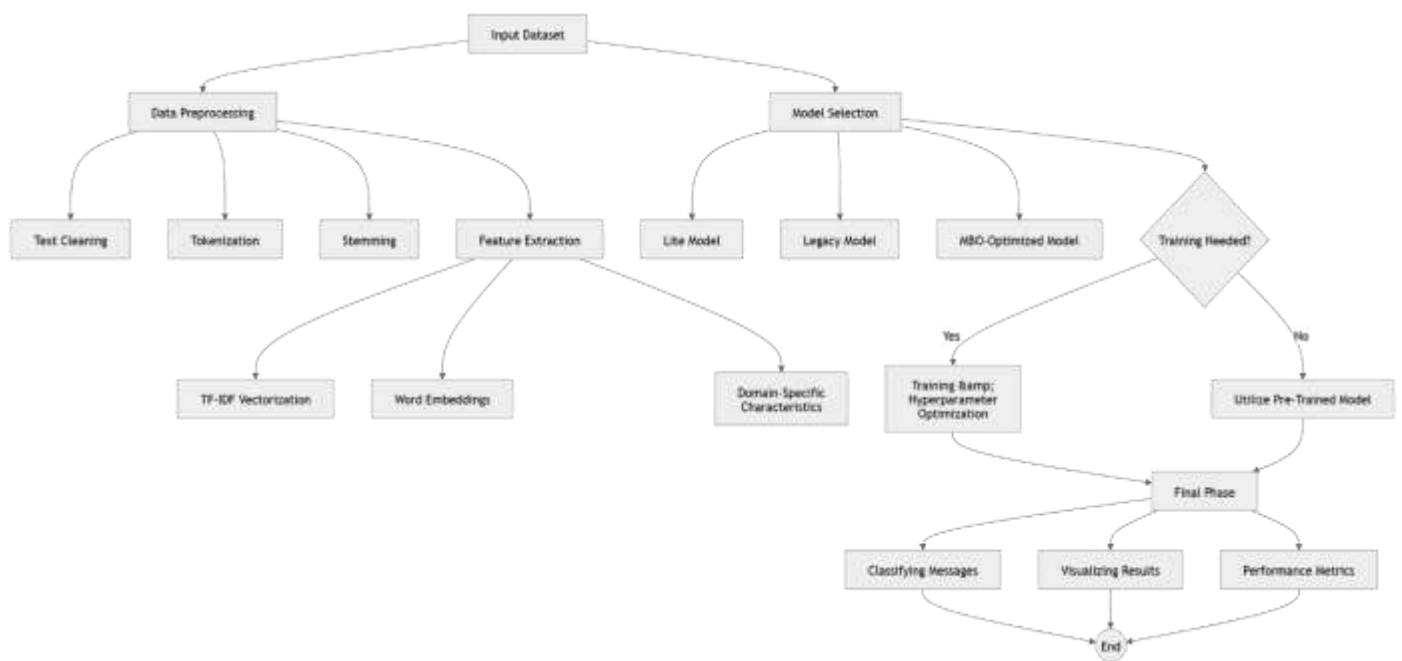 Input Dataset
Data Preprocessing
Model Selection
Text Cleaning
Tokenization
Stemming
Feature Extraction
Lite Model
Legacy Model
MBO-Optimized Model
Training Needed?
Yes
No
TF-IDF Vectorization
Word Embeddings
Domain-Specific
Characteristics
Training &amp;
Hyperparameter
Optimization
Utilize Pre-Trained Model
Final Phase
Classifying Messages
Visualizing Results
Performance Metrics
End